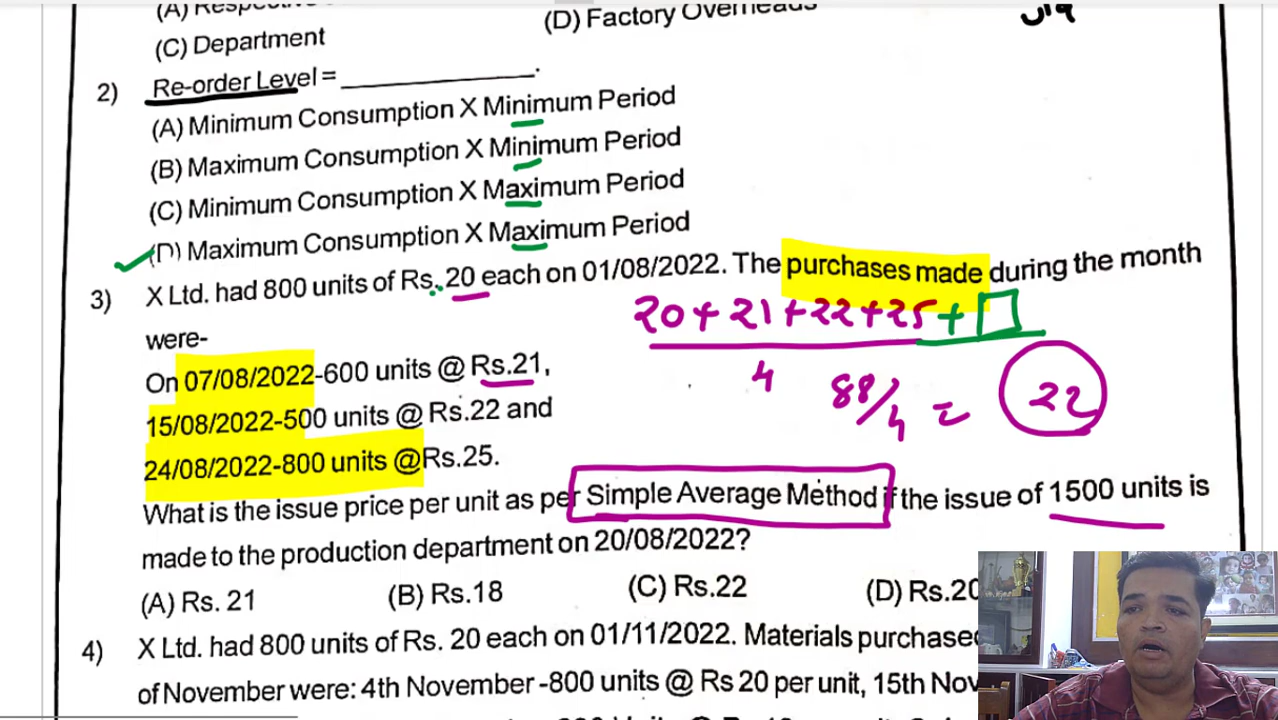 (C) Department
(D) Factory Overheads
2) Re-order Level = ________.
(A) Minimum Consumption X Minimum Period
(B) Maximum Consumption X Minimum Period
(C) Minimum Consumption X Maximum Period
(D) Maximum Consumption X Maximum Period
3) X Ltd. had 800 units of Rs. 20 each on 01/08/2022. The purchases made during the month
were-
20+21+22+25+
On 07/08/2022-600 units @ Rs.21,
4
88/4 =
22
15/08/2022-500 units @ Rs.22 and
24/08/2022-800 units @Rs.25.
What is the issue price per unit as per Simple Average Method if the issue of 1500 units is
made to the production department on 20/08/2022?
(A) Rs. 21
(B) Rs.18
(C) Rs.22
(D) Rs.20
4) X Ltd. had 800 units of Rs. 20 each on 01/11/2022. Materials purchase
of November were: 4th November -800 units @ Rs 20 per unit, 15th Nov